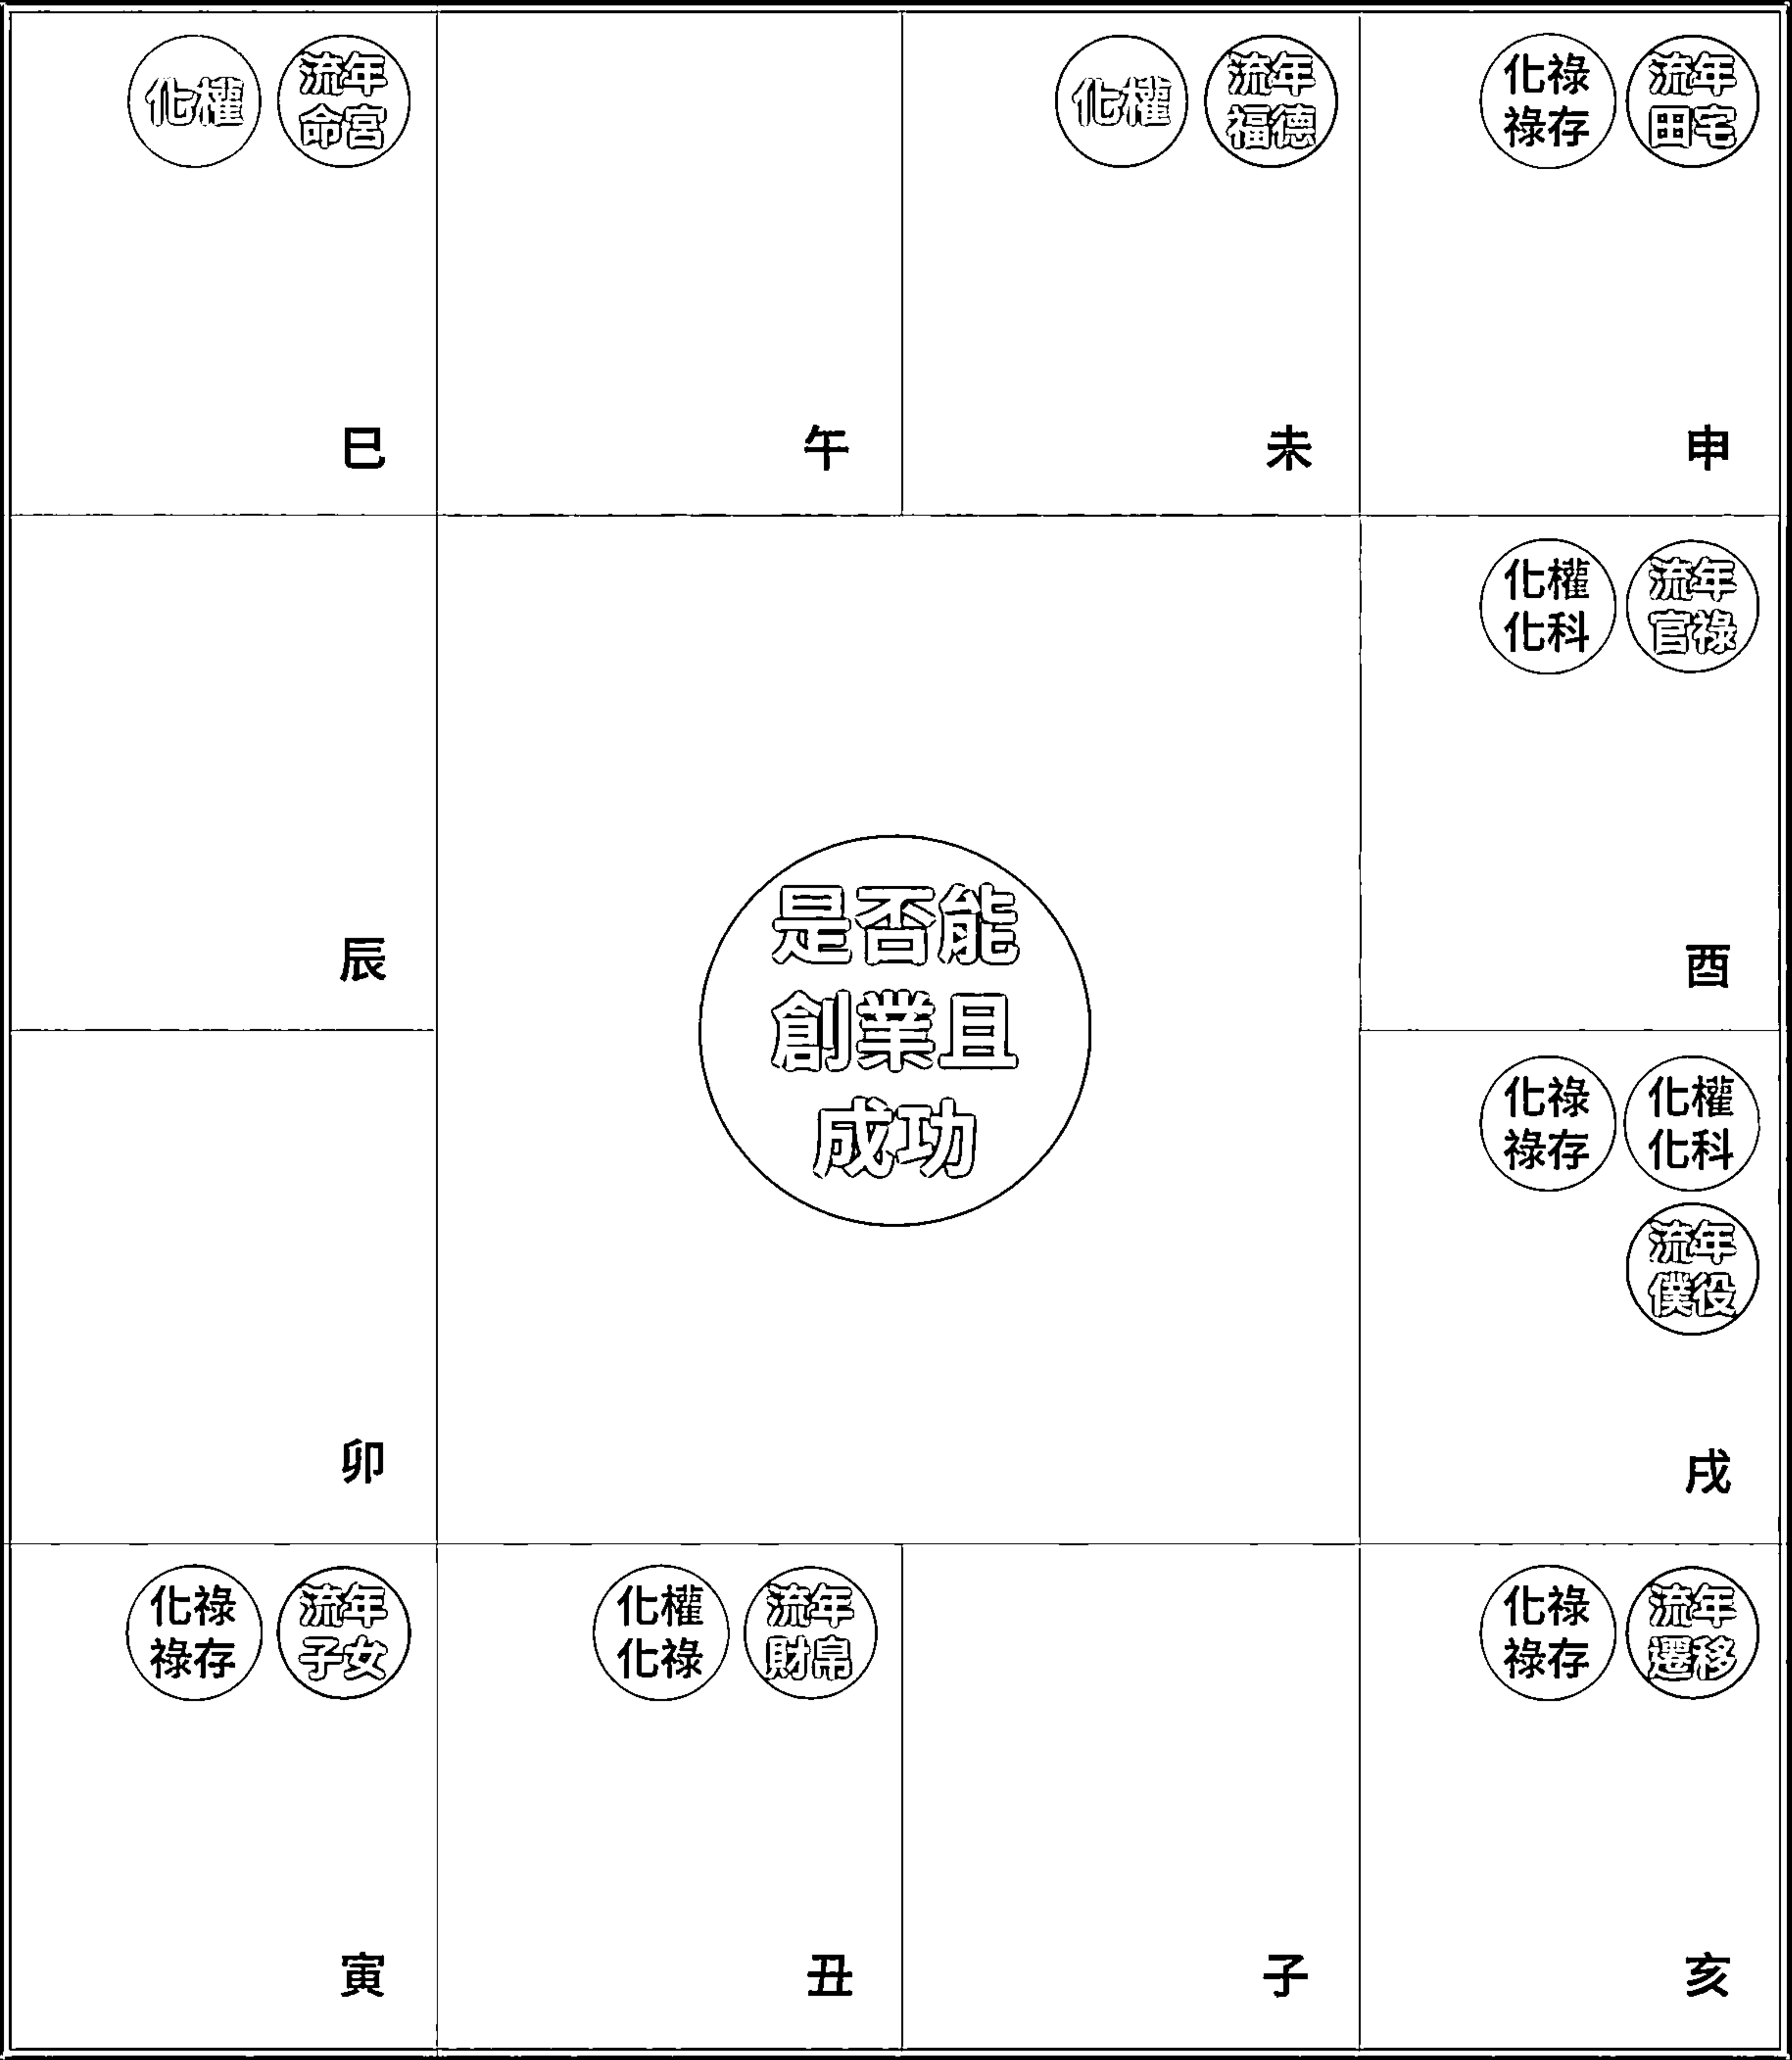 化權
流年
命宮
巳
午
化權
流年
福德
未
化祿
祿存
流年
田宅
申
辰
是否能
創業且
成功
化權
化科
流年
官祿
酉
卯
化祿
祿存
化權
化科
流年
僕役
戌
化祿
祿存
流年
子女
寅
化權
化祿
流年
財帛
丑
子
化祿
祿存
流年
遷移
亥